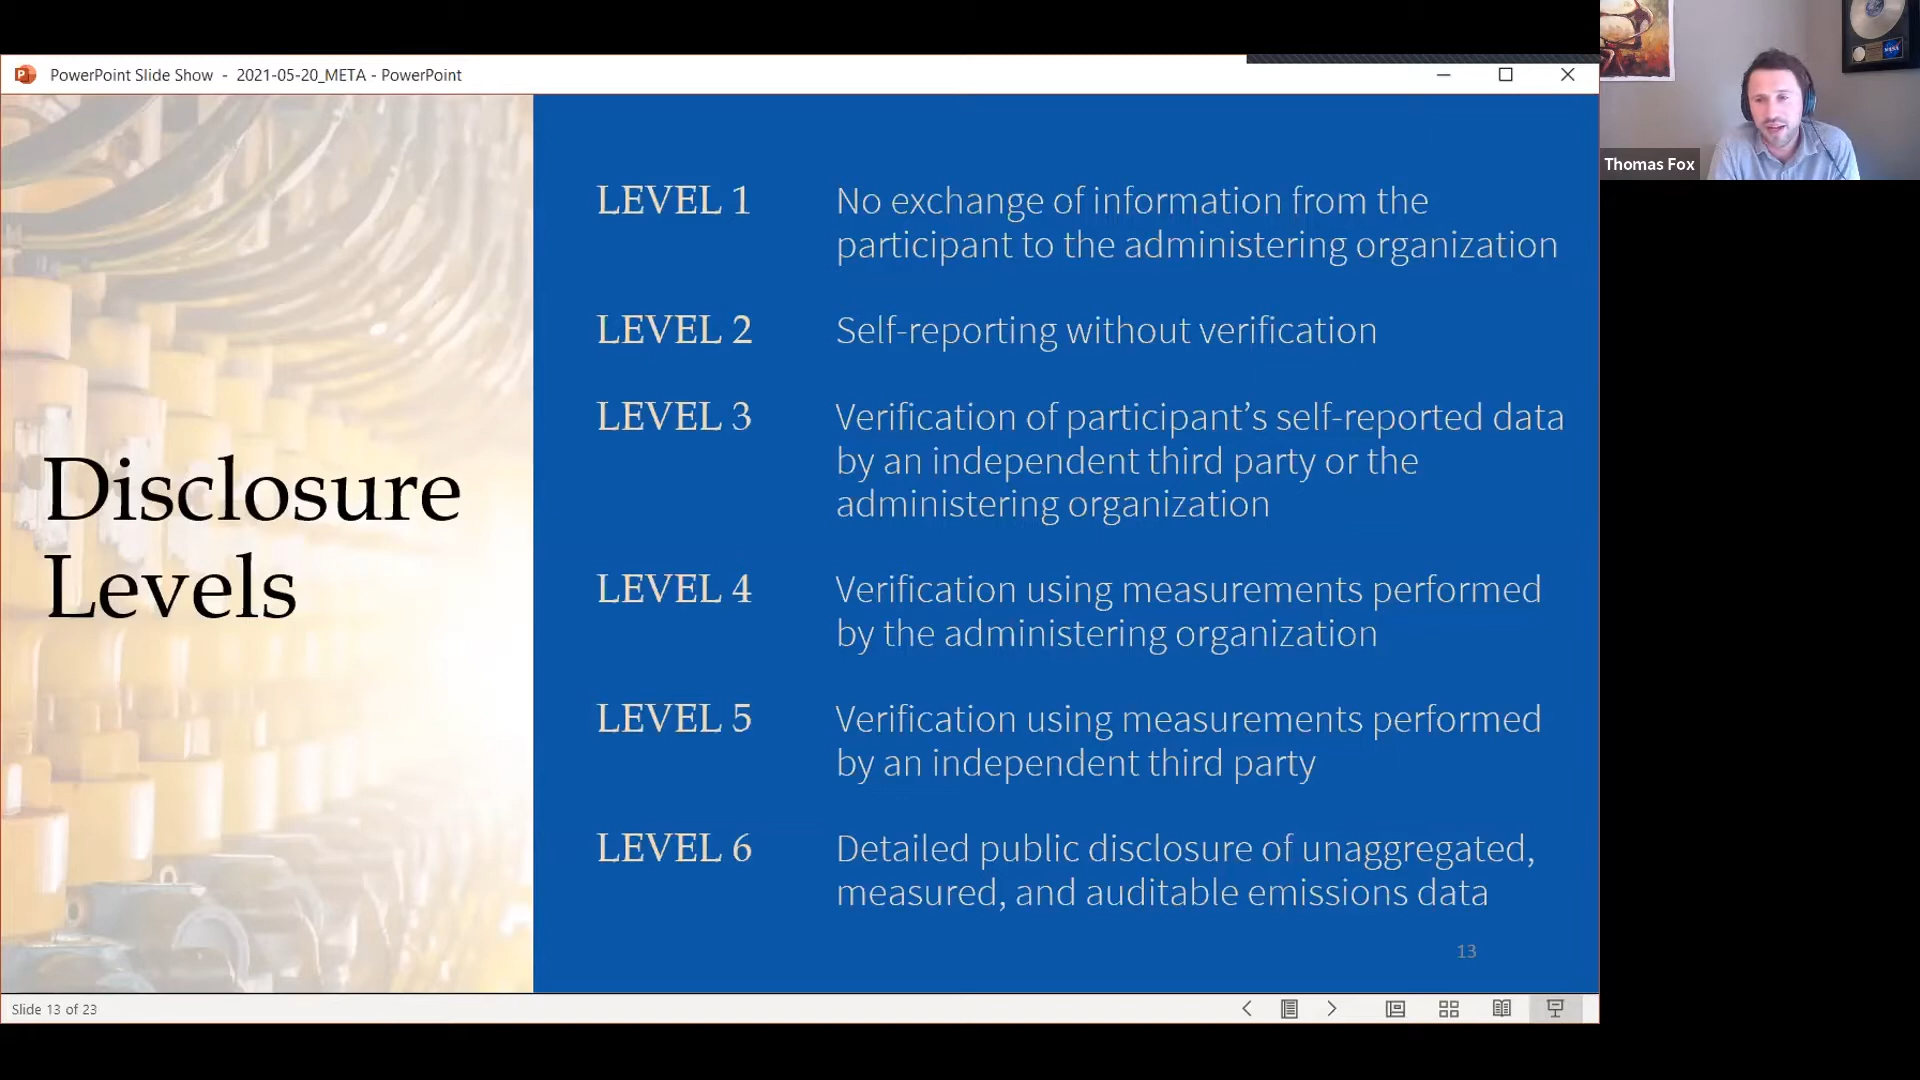 PowerPoint Slide Show - 2021-05-20_META - PowerPoint
Thomas Fox
NASA
Disclosure
Levels
LEVEL 1
No exchange of information from the
participant to the administering organization
LEVEL 2
Self-reporting without verification
LEVEL 3
Verification of participant’s self-reported data
by an independent third party or the
administering organization
LEVEL 4
Verification using measurements performed
by the administering organization
LEVEL 5
Verification using measurements performed
by an independent third party
LEVEL 6
Detailed public disclosure of unaggregated,
measured, and auditable emissions data
13
Slide 13 of 23